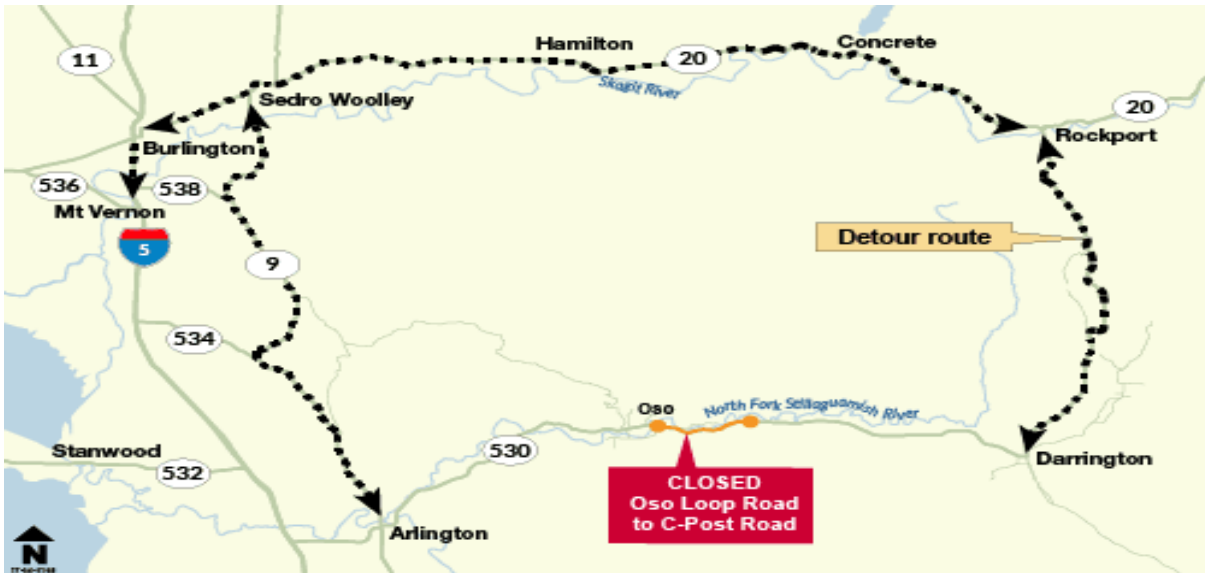 Hamilton
Concrete
11
20
Skagit River
Sedro Woolley
20
Rockport
Burlington
536
538
Mt Vernon
Detour route
5
9
534
Oso
North Fork Stillaguamish River
Stanwood
532
530
CLOSED
Oso Loop Road
to C-Post Road
Darrington
Arlington
N